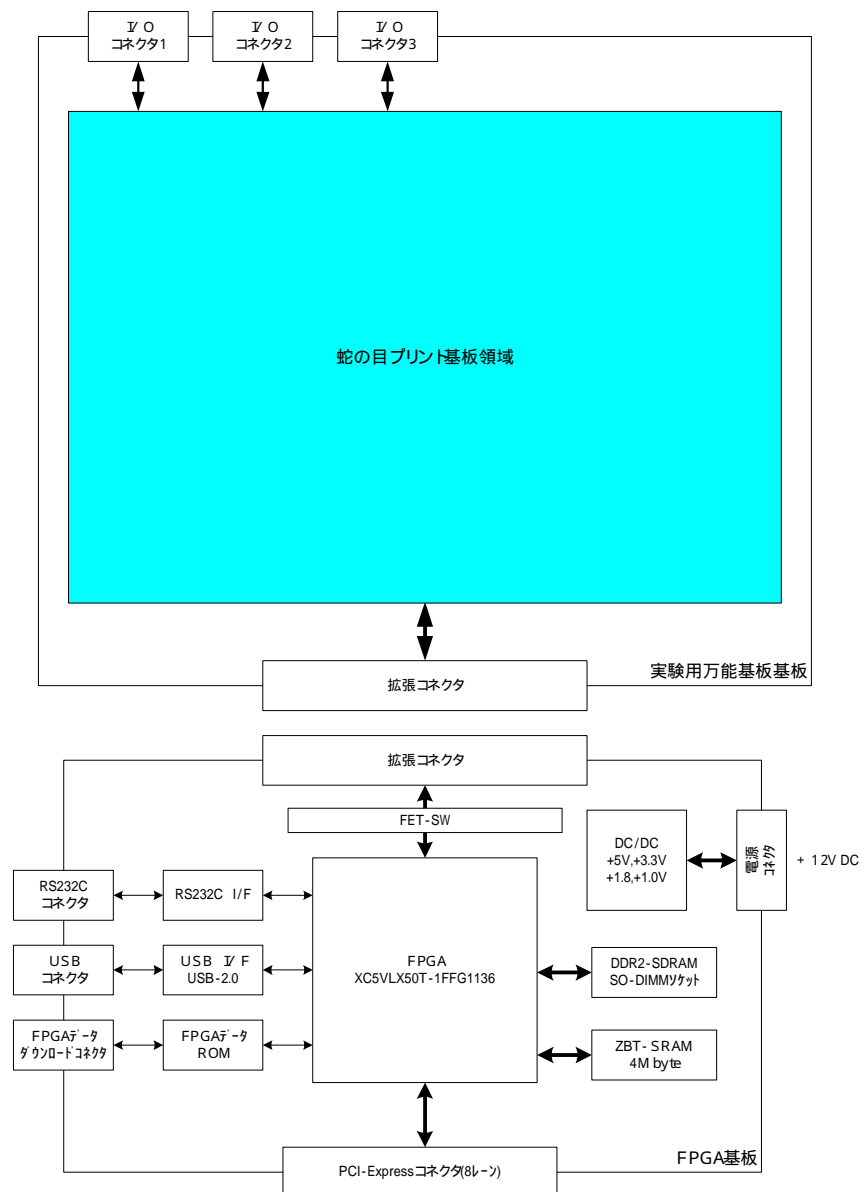 I/O
コネクタ1
I/O
コネクタ2
I/O
コネクタ3
蛇の目プリント基板領域
拡張コネクタ
実験用万能基板基板
拡張コネクタ
FET-SW
DC/DC
+5V,+3.3V
+1.8,+1.0V
電源
コネクタ
+12V DC
RS232C
コネクタ
RS232C I/F
USB
コネクタ
USB I/F
USB-2.0
FPGA
XC5VLX50T-1FFG1136
DDR2-SDRAM
SO-DIMMソケット
FPGAデータ
ダウンロードコネクタ
FPGAデータ
ROM
ZBT-SRAM
4Mbyte
PCI-Expressコネクタ(8レーン)
FPGA基板